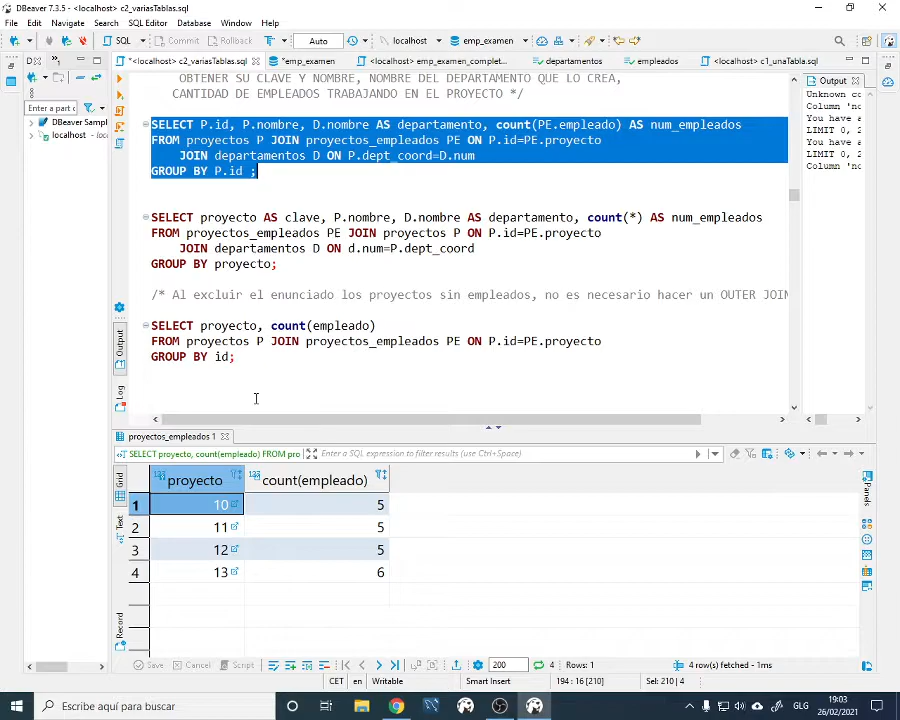 DBeaver 7.3.5 - <localhost> c2_variasTablas.sql
File Edit Navigate Search SQL Editor Database Window Help
SQL Commit Rollback Auto localhost emp_examen
*<localhost> c2_variasTablas.sql *emp_examen <localhost> emp_examen_complet... departamentos empleados <localhost> c1_unaTabla.sql
Enter a part o
DBeaver Sampl
localhost - loca
OBTENER SU CLAVE Y NOMBRE, NOMBRE DEL DEPARTAMENTO QUE LO CREA,
CANTIDAD DE EMPLEADOS TRABAJANDO EN EL PROYECTO */
SELECT P.id, P.nombre, D.nombre AS departamento, count(PE.empleado) AS num_empleados
FROM proyectos P JOIN proyectos_empleados PE ON P.id=PE.proyecto
JOIN departamentos D ON P.dept_coord=D.num
GROUP BY P.id ;
SELECT proyecto AS clave, P.nombre, D.nombre AS departamento, count(*) AS num_empleados
FROM proyectos_empleados PE JOIN proyectos P ON P.id=PE.proyecto
JOIN departamentos D ON d.num=P.dept_coord
GROUP BY proyecto;
/* Al excluir el enunciado los proyectos sin empleados, no es necesario hacer un OUTER JOIN
SELECT proyecto, count(empleado)
FROM proyectos P JOIN proyectos_empleados PE ON P.id=PE.proyecto
GROUP BY id;
Output
Log
Output
Unknown co
Column 'no
You have a
LIMIT 0, 2
You have a
LIMIT 0, 2
Column 'no
proyectos_empleados 1
SELECT proyecto, count(empleado) FROM pro Enter a SQL expression to filter results (use Ctrl+Space)
Grid
Text
Record
Panels
123 proyecto 123 count(empleado)
1 10 5
2 11 5
3 12 5
4 13 6
Save Cancel Script 200 4 Rows: 1 4 row(s) fetched - 1ms
CET en Writable Smart Insert 194 : 16 [210] Sel: 210 | 4
Escribe aquí para buscar GLG 19:03
26/02/2021